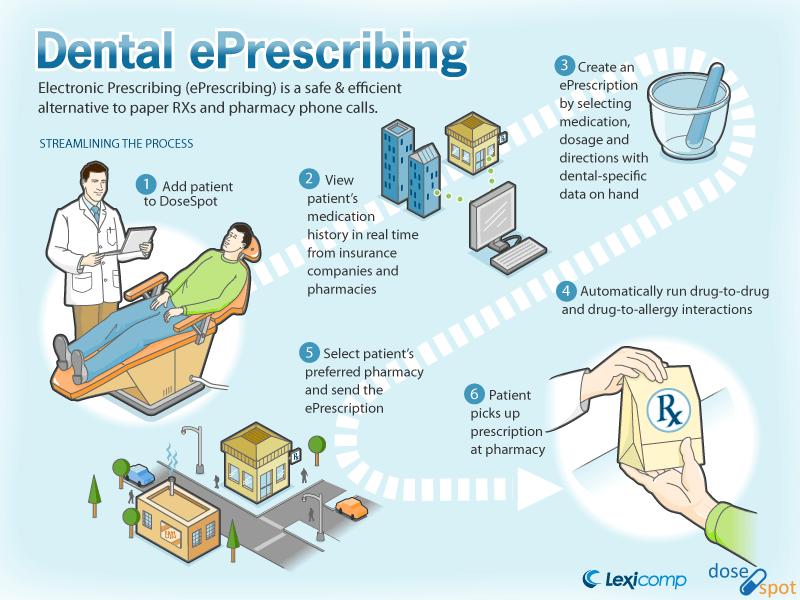 Dental ePrescribing
Electronic Prescribing (ePrescribing) is a safe & efficient
alternative to paper RXs and pharmacy phone calls.
STREAMLINING THE PROCESS
1 Add patient
to DoseSpot
2 View
patient's
medication
history in real time
from insurance
companies and
pharmacies
3 Create an
ePrescription
by selecting
medication,
dosage and
directions with
dental-specific
data on hand
4 Automatically run drug-to-drug
and drug-to-allergy interactions
5 Select patient's
preferred pharmacy
and send the
ePrescription
6 Patient
picks up
prescription
at pharmacy
Rx
Lexicomp
dose
spot